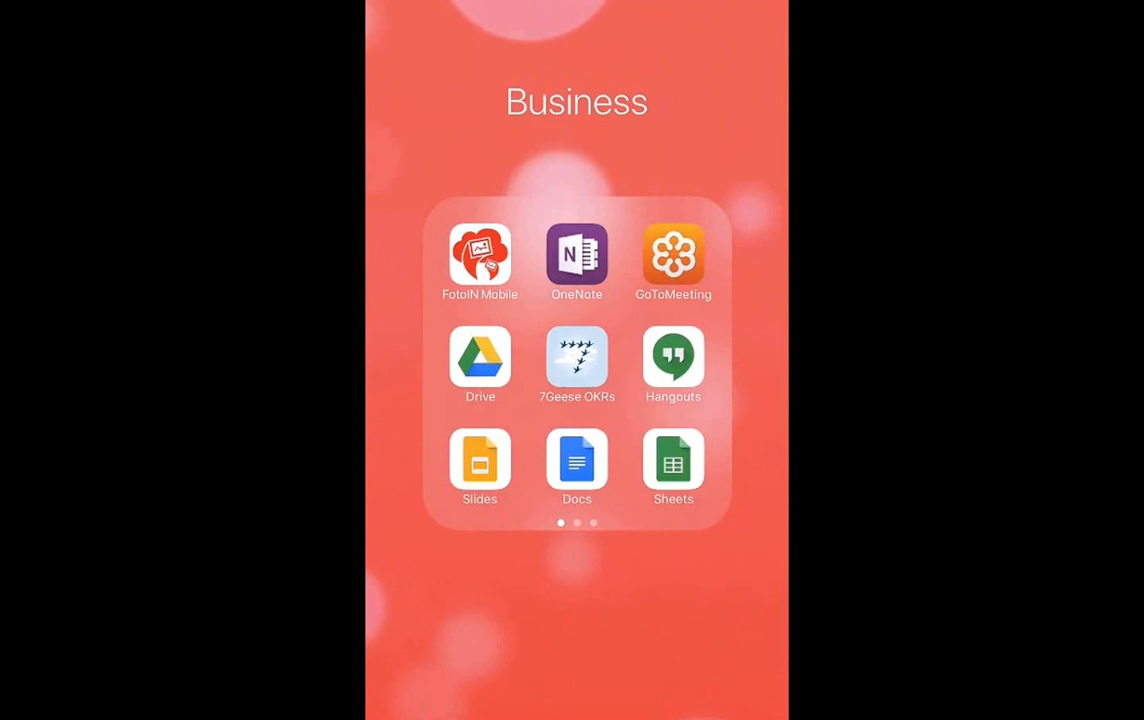 Business
FotoIN Mobile
OneNote
GoToMeeting
Drive
7Geese OKRs
Hangouts
Slides
Docs
Sheets